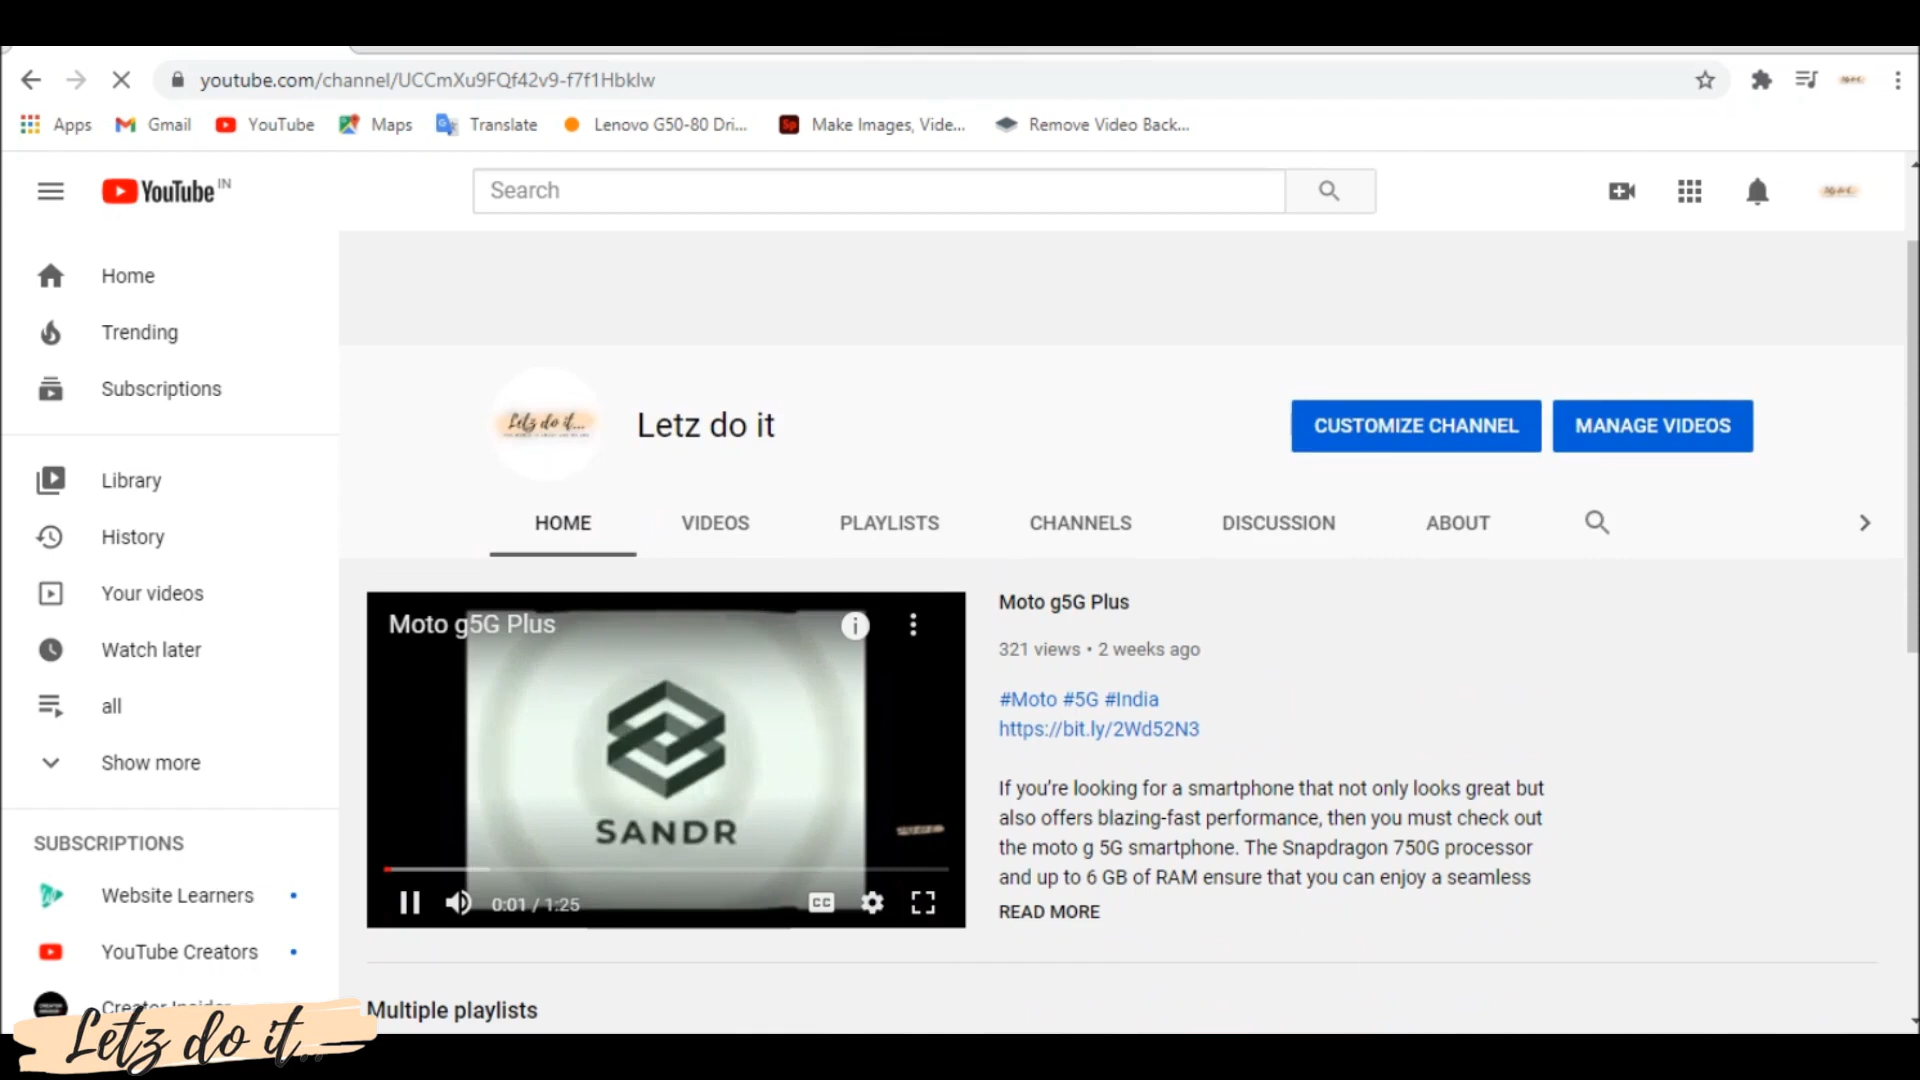 youtube.com/channel/UCCmXu9FQf42v9-f7f1Hbklw
Apps Gmail YouTube Maps Translate Lenovo G50-80 Dri... Make Images, Vide... Remove Video Back...
YouTube IN
Search
Home
Trending
Subscriptions
Library
History
Your videos
Watch later
all
Show more
SUBSCRIPTIONS
Website Learners
YouTube Creators
Letz do it...
Letz do it
CUSTOMIZE CHANNEL MANAGE VIDEOS
HOME VIDEOS PLAYLISTS CHANNELS DISCUSSION ABOUT
Moto g5G Plus
SANDR
0:01 / 1:25
CC
Moto g5G Plus
321 views • 2 weeks ago
#Moto #5G #India
https://bit.ly/2Wd52N3
If you're looking for a smartphone that not only looks great but
also offers blazing-fast performance, then you must check out
the moto g 5G smartphone. The Snapdragon 750G processor
and up to 6 GB of RAM ensure that you can enjoy a seamless
READ MORE
Multiple playlists
Letz do it...